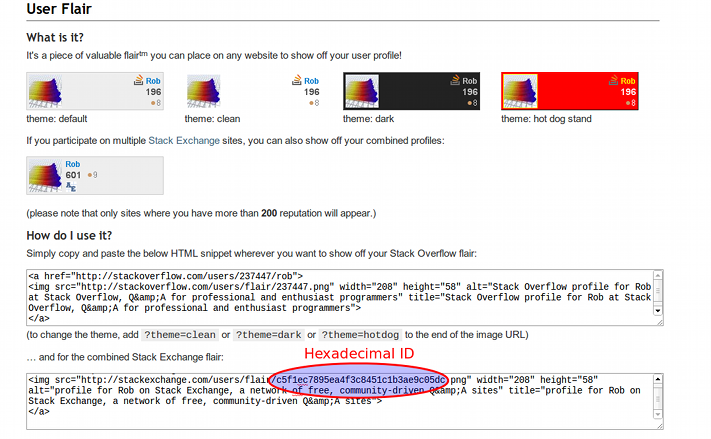 User Flair
What is it?
It's a piece of valuable flair™ you can place on any website to show off your user profile!
Rob
196
8
Rob
196
8
Rob
196
8
Rob
196
8
theme: default
theme: clean
theme: dark
theme: hot dog stand
If you participate on multiple Stack Exchange sites, you can also show off your combined profiles:
Rob
601 9
(please note that only sites where you have more than 200 reputation will appear.)
How do I use it?
Simply copy and paste the below HTML snippet wherever you want to show off your Stack Overflow flair:
<a href="http://stackoverflow.com/users/237447/rob">
<img src="http://stackoverflow.com/users/flair/237447.png" width="208" height="58" alt="Stack Overflow profile for Rob
at Stack Overflow, Q&amp;A for professional and enthusiast programmers" title="Stack Overflow profile for Rob at Stack
Overflow, Q&amp;A for professional and enthusiast programmers">
</a>
(to change the theme, add ?theme=clean or ?theme=dark or ?theme=hotdog to the end of the image URL)
… and for the combined Stack Exchange flair:
Hexadecimal ID
<img src="http://stackexchange.com/users/flair/c5f1ec7895ea4f3c8451c1b3ae9c05dc.png" width="208" height="58"
alt="profile for Rob on Stack Exchange, a network of free, community-driven Q&amp;A sites" title="profile for Rob on
Stack Exchange, a network of free, community-driven Q&amp;A sites">
</a>